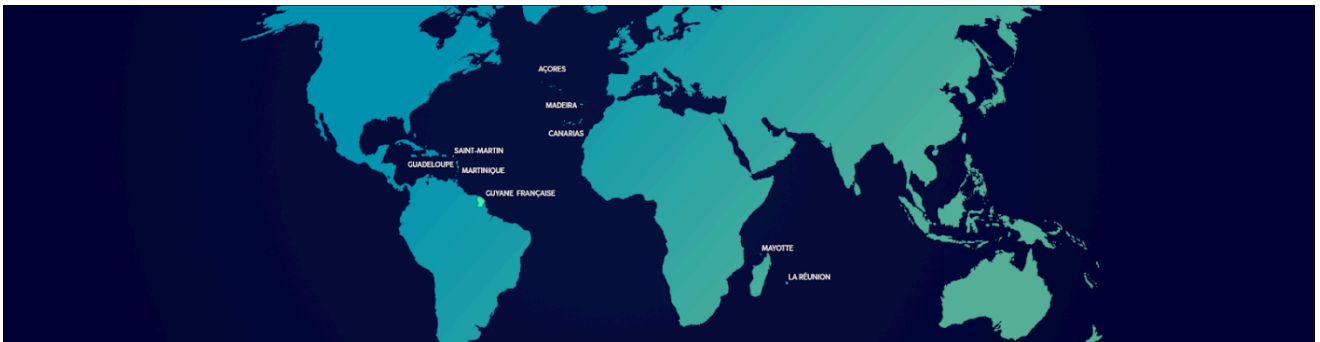 AÇORES
MADEIRA
CANARIAS
SAINT-MARTIN
GUADELOUPE
MARTINIQUE
GUYANE FRANÇAISE
MAYOTTE
LA RÉUNION